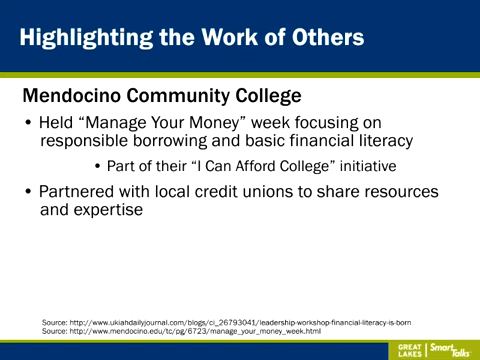 Highlighting the Work of Others
Mendocino Community College
• Held “Manage Your Money” week focusing on
responsible borrowing and basic financial literacy
• Part of their “I Can Afford College” initiative
• Partnered with local credit unions to share resources
and expertise
Source: http://www.ukiahdailyjournal.com/blogs/ci_26793041/leadership-workshop-financial-literacy-is-born
Source: http://www.mendocino.edu/tc/pg/6723/manage_your_money_week.html
GREAT LAKES SmartTalks